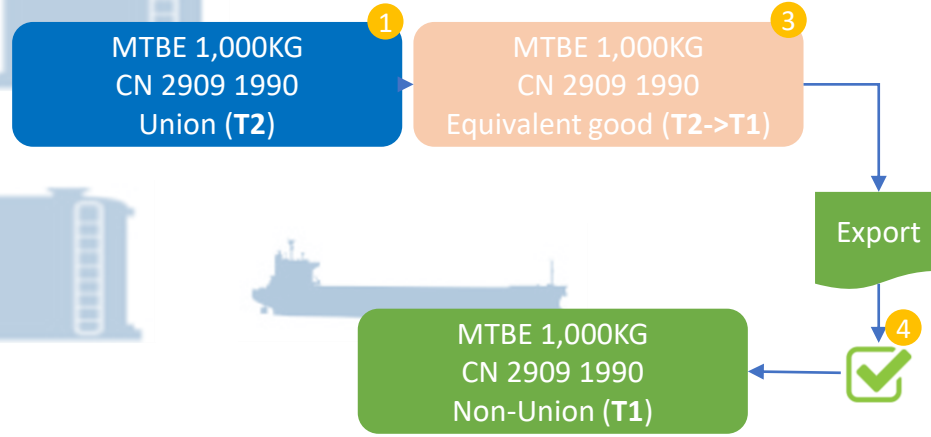 1
MTBE 1,000KG
CN 2909 1990
Union (T2)
3
MTBE 1,000KG
CN 2909 1990
Equivalent good (T2->T1)
Export
4
MTBE 1,000KG
CN 2909 1990
Non-Union (T1)